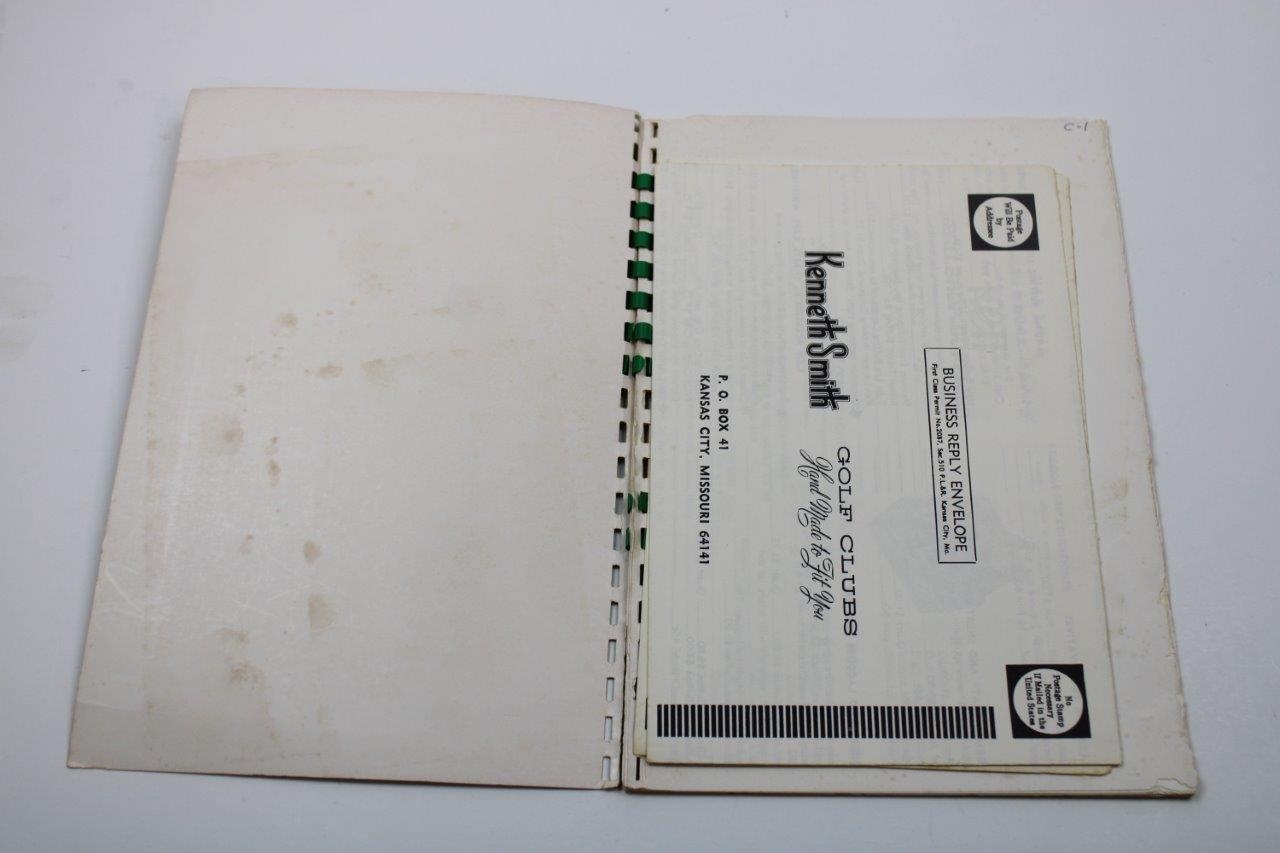 C-1
Postage
Will Be Paid
by
Addressee
No
Postage Stamp
Necessary
If Mailed in the
United States
BUSINESS REPLY ENVELOPE
First Class Permit No.2087, Sec.510 P.L.&R. Kansas City, Mo.
Kenneth Smith GOLF CLUBS
Hand Made to Fit You
P. O. BOX 41
KANSAS CITY, MISSOURI 64141